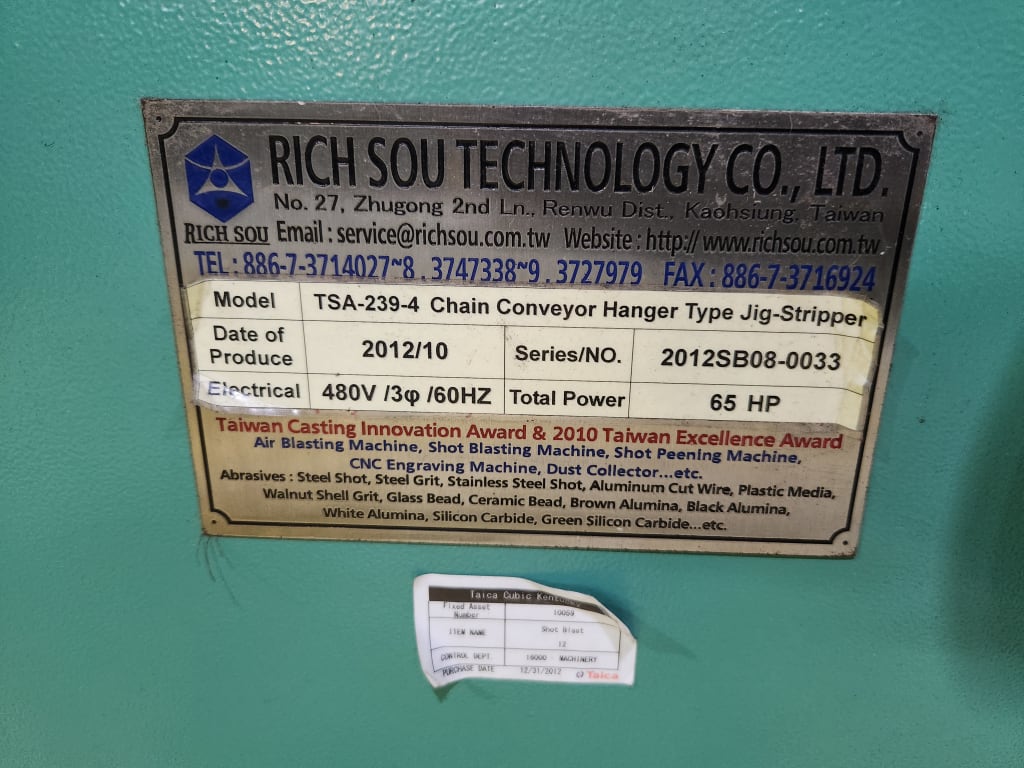 RICH SOU TECHNOLOGY CO., LTD.
No. 27, Zhugong 2nd Ln., Renwu Dist., Kaohsiung, Taiwan
RICH SOU Email : service@richsou.com.tw Website : http://www.richsou.com.tw
TEL : 886-7-3714027~8 . 3747338~9 . 3727979 FAX : 886-7-3716924
Model TSA-239-4 Chain Conveyor Hanger Type Jig-Stripper
Date of Produce 2012/10 Series/NO. 2012SB08-0033
Electrical 480V /3φ /60HZ Total Power 65 HP
Taiwan Casting Innovation Award & 2010 Taiwan Excellence Award
Air Blasting Machine, Shot Blasting Machine, Shot Peening Machine,
CNC Engraving Machine, Dust Collector...etc.
Abrasives : Steel Shot, Steel Grit, Stainless Steel Shot, Aluminum Cut Wire, Plastic Media,
Walnut Shell Grit, Glass Bead, Ceramic Bead, Brown Alumina, Black Alumina,
White Alumina, Silicon Carbide, Green Silicon Carbide...etc.
Taica Cubic Kentucky
Fixed Asset Number 10059
ITEM NAME Shot Blast
12
CONTROL DEPT. 16000 MACHINERY
PURCHASE DATE 12/31/2012 Taica